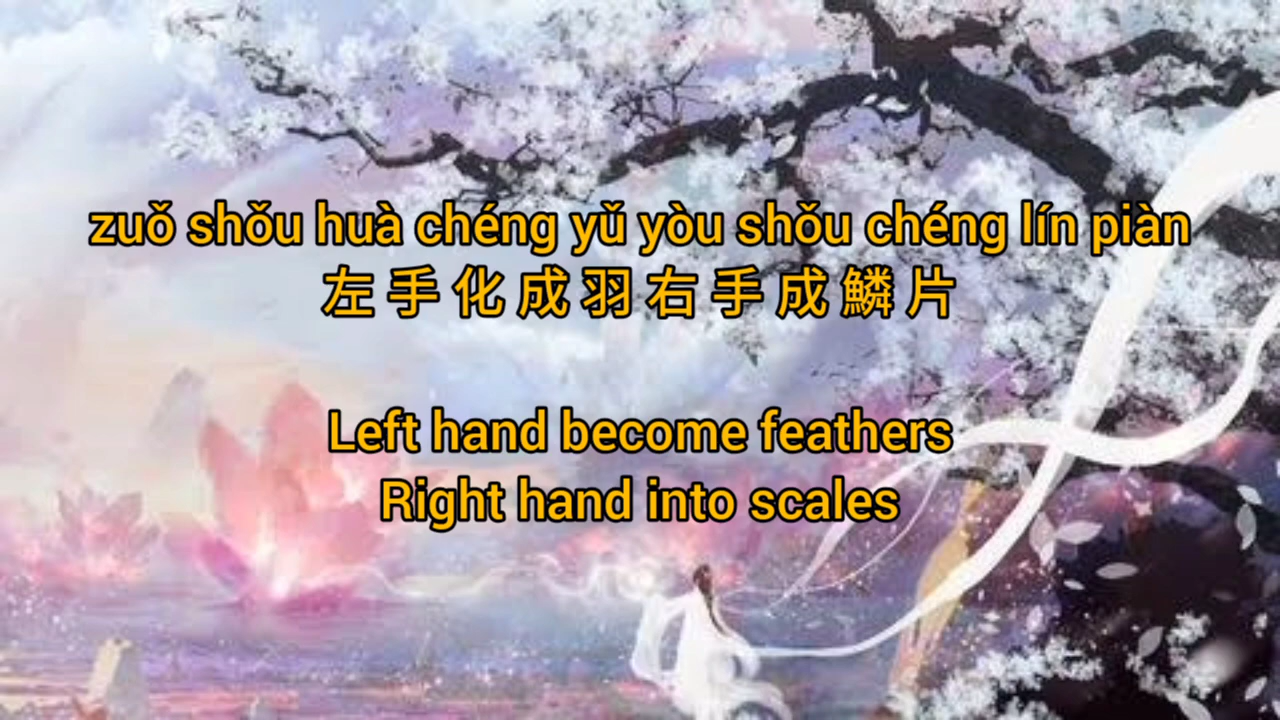 zuǒ shǒu huà chéng yǔ yòu shǒu chéng lín piàn
左手化成羽右手成鱗片
Left hand become feathers
Right hand into scales